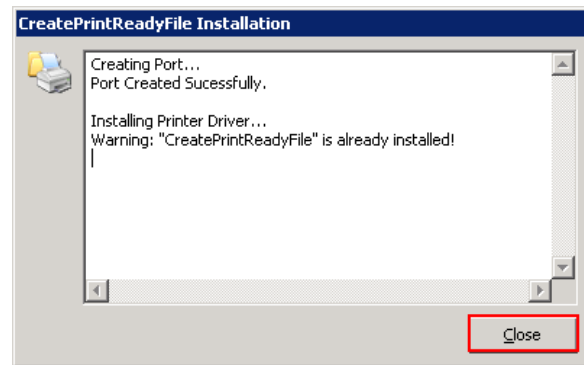 CreatePrintReadyFile Installation
Creating Port...
Port Created Sucessfully.
Installing Printer Driver...
Warning: "CreatePrintReadyFile" is already installed!
Close